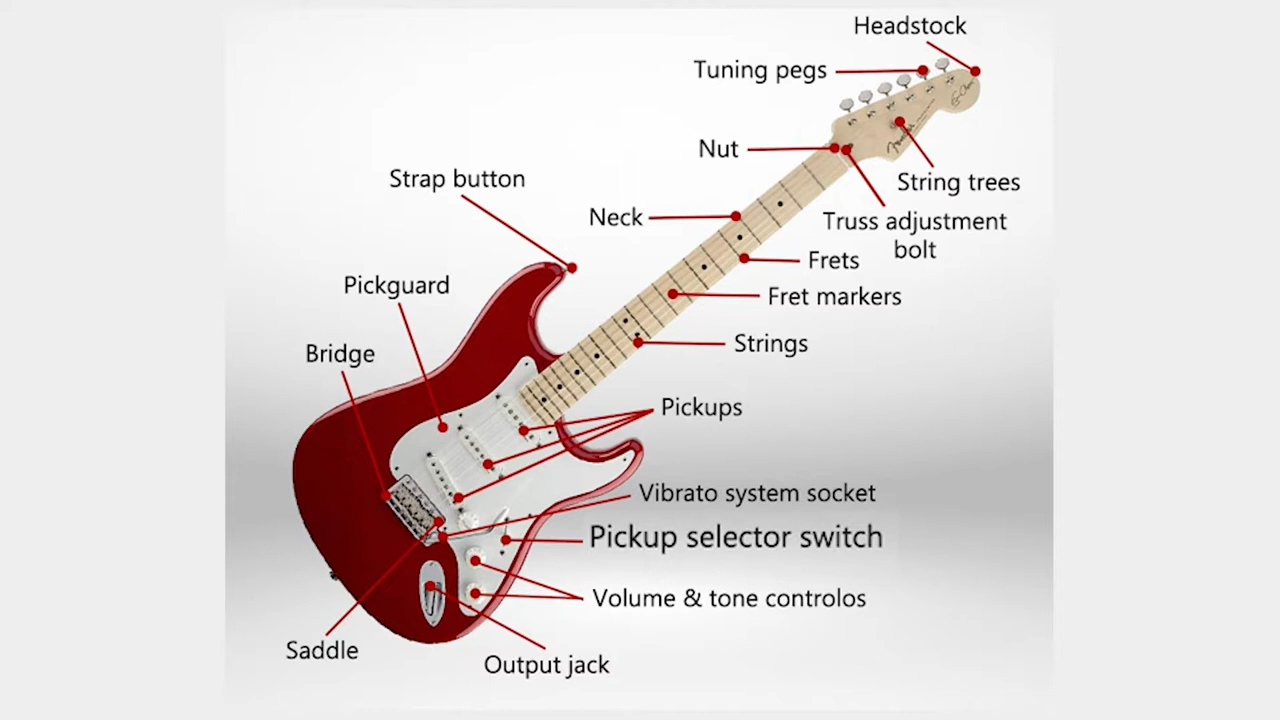 Headstock
Tuning pegs
Nut
String trees
Strap button
Truss adjustment
bolt
Neck
Frets
Pickguard
Fret markers
Strings
Bridge
Pickups
Vibrato system socket
Pickup selector switch
Volume & tone controlos
Saddle
Output jack
Fender